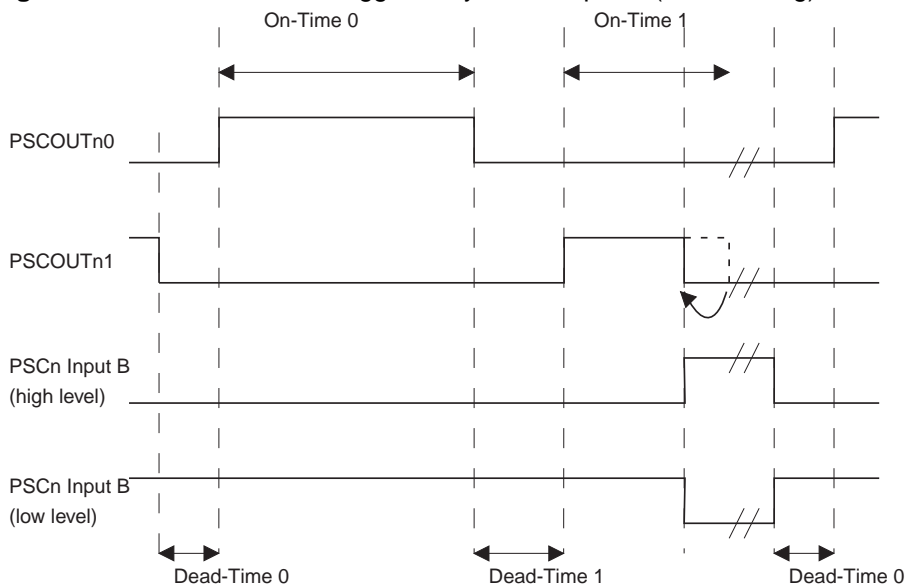 On-Time 0
On-Time 1
PSCOUTn0
PSCOUTn1
PSCn Input B
(high level)
PSCn Input B
(low level)
Dead-Time 0
Dead-Time 1
Dead-Time 0